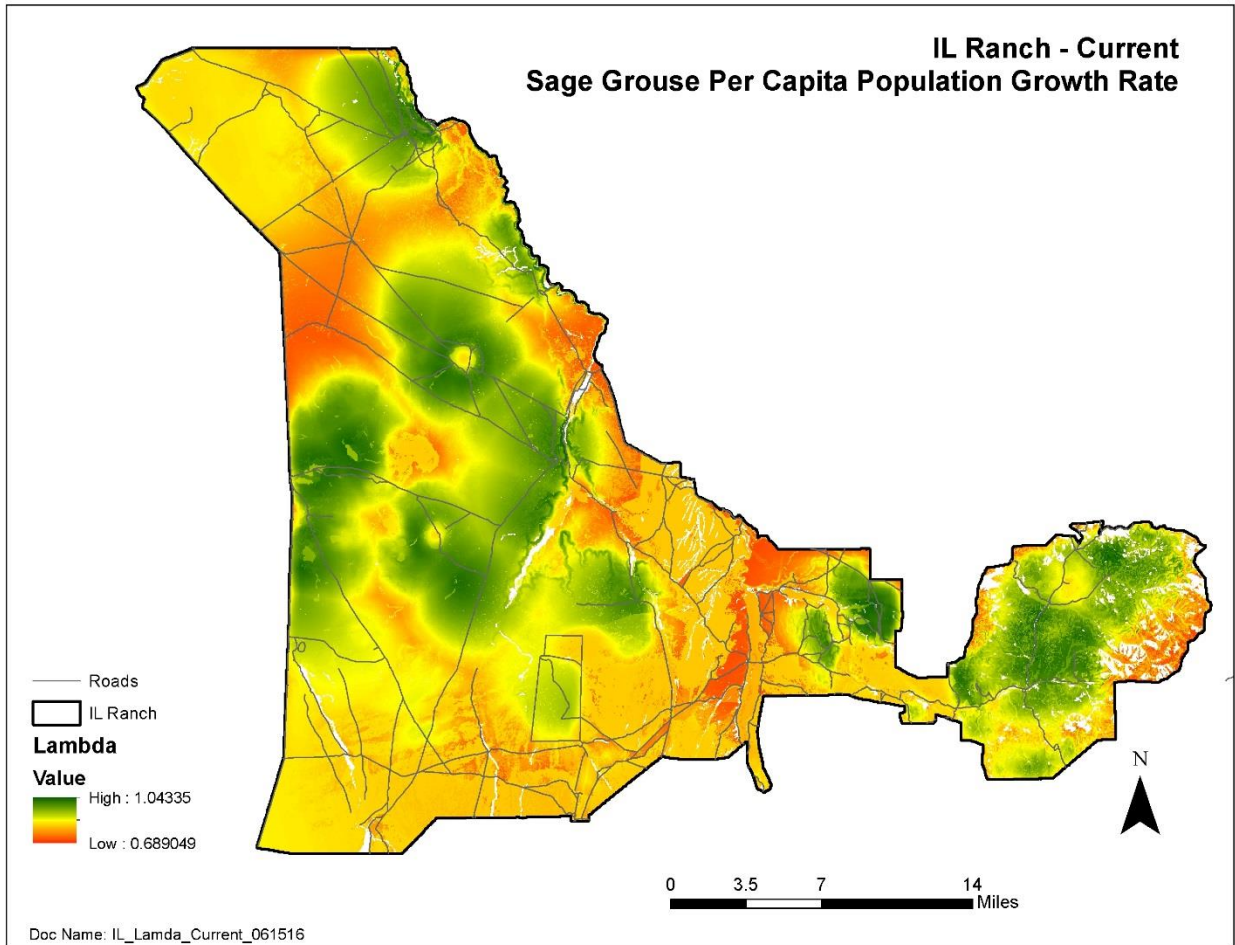 IL Ranch - Current
Sage Grouse Per Capita Population Growth Rate
Roads
IL Ranch
Lambda
Value
High : 1.04335
Low : 0.689049
N
0 3.5 7 14
Miles
Doc Name: IL_Lamda_Current_061516